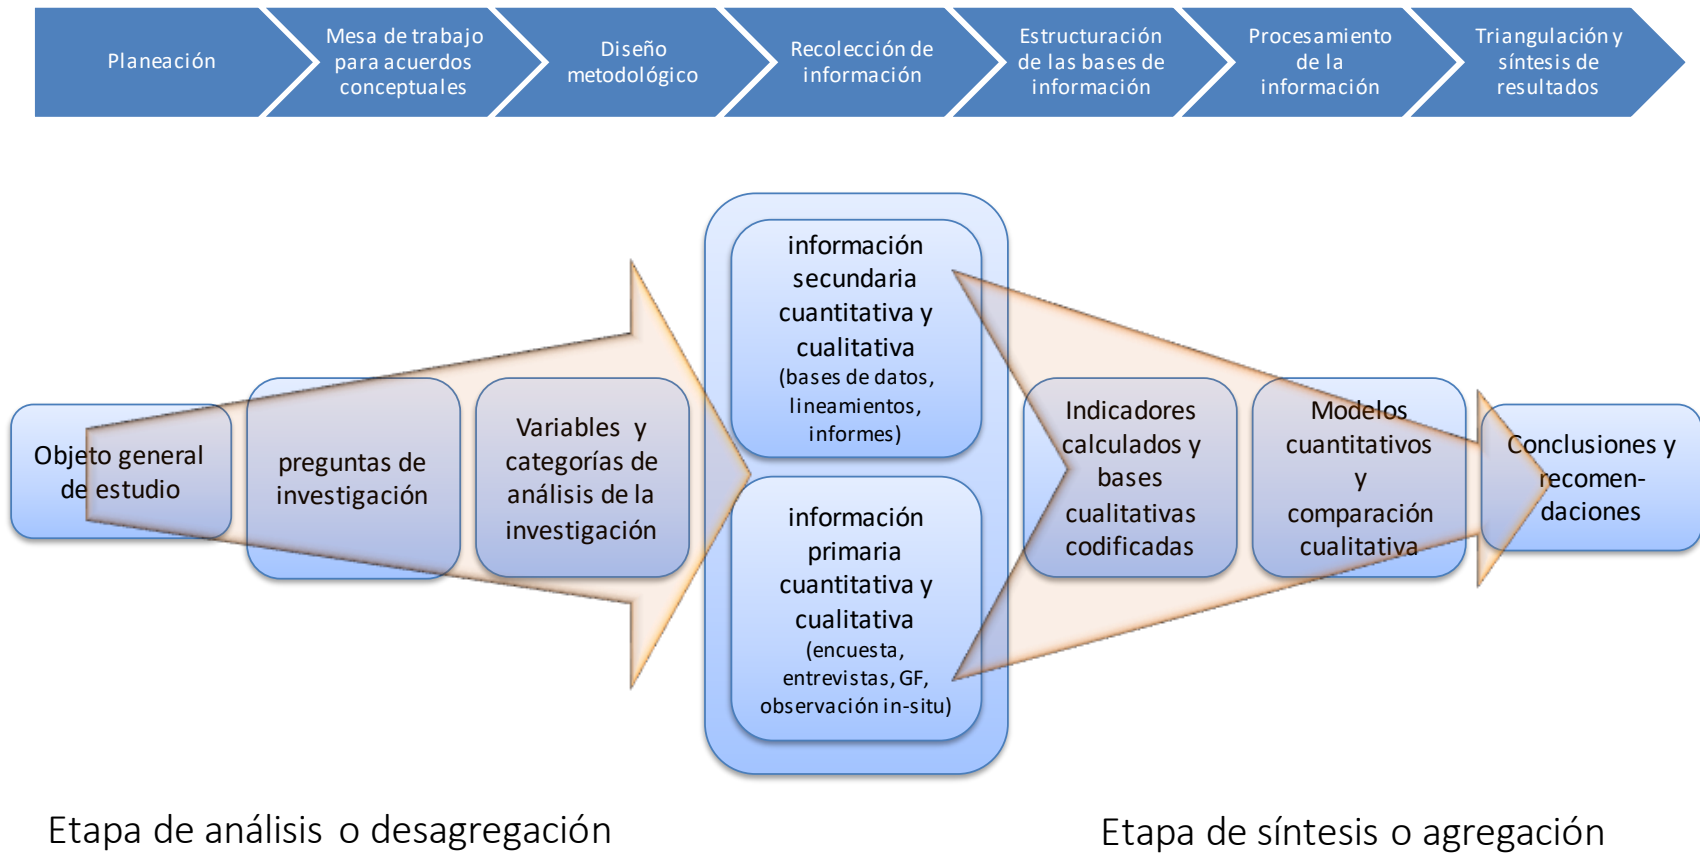 Planeación
Mesa de trabajo
para acuerdos
conceptuales
Diseño
metodológico
Recolección de
información
Estructuración
de las bases de
información
Procesamiento
de la
información
Triangulación y
síntesis de
resultados
Objeto general
de estudio
preguntas de
investigación
Variables y
categorías de
análisis de la
investigación
información
secundaria
cuantitativa y
cualitativa
(bases de datos,
lineamientos,
informes)
información
primaria
cuantitativa y
cualitativa
(encuesta,
entrevistas, GF,
observación in-situ)
Indicadores
calculados y
bases
cualitativas
codificadas
Modelos
cuantitativos
y
comparación
cualitativa
Conclusiones y
recomen-
daciones
Etapa de análisis o desagregación
Etapa de síntesis o agregación